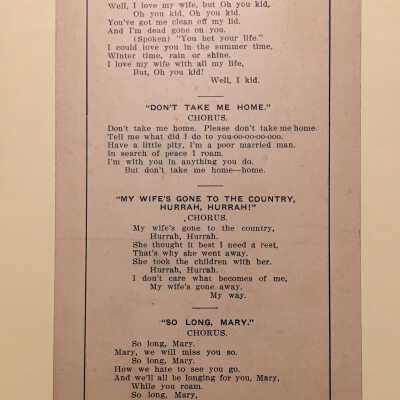 Well, I love my wife, but Oh you kid,
Oh you kid, Oh you kid.
You've got me clean off my lid.
And I'm dead gone on you.
(Spoken) "You bet your life."
I could love you in the summer time,
Winter time, rain or shine.
I love my wife with all my life,
But, Oh you kid!
Well, I kid.
"DON'T TAKE ME HOME."
CHORUS.
Don't take me home. Please don't take me home.
Tell me what did I do to you-oo-oo-oo-ooo.
Have a little pity, I'm a poor married man.
In search of peace I roam.
I'm with you in anything you do.
But don't take me home—home.
"MY WIFE'S GONE TO THE COUNTRY,
HURRAH, HURRAH!"
CHORUS.
My wife's gone to the country,
Hurrah, Hurrah.
She thought it best I need a rest,
That's why she went away.
She took the children with her.
Hurrah, Hurrah.
I don't care what becomes of me,
My wife's gone away.
My way.
"SO LONG, MARY."
CHORUS.
So long, Mary.
Mary, we will miss you so.
So long, Mary.
How we hate to see you go.
And we'll all be longing for you, Mary,
While you roam.
So long, Mary,